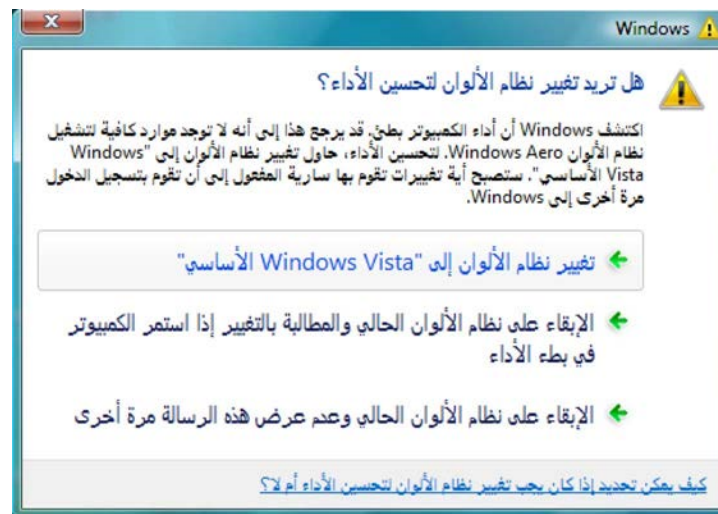 Windows
هل تريد تغيير نظام الألوان لتحسين الأداء؟
اكتشف Windows أن أداء الكمبيوتر بطئ. قد يرجع هذا إلى أنه لا توجد موارد كافية لتشغيل
نظام الألوان Windows Aero. لتحسين الأداء، حاول تغيير نظام الألوان إلى "Windows
Vista الأساسي". ستصبح أية تغييرات تقوم بها سارية المفعول إلى أن تقوم بتسجيل الدخول
مرة أخرى إلى Windows.
تغيير نظام الألوان إلى "Windows Vista الأساسي"
الإبقاء على نظام الألوان الحالي والمطالبة بالتغيير إذا استمر الكمبيوتر
في بطء الأداء
الإبقاء على نظام الألوان الحالي وعدم عرض هذه الرسالة مرة أخرى
كيف يمكن تحديد إذا كان يجب تغيير نظام الألوان لتحسين الأداء أم لا؟